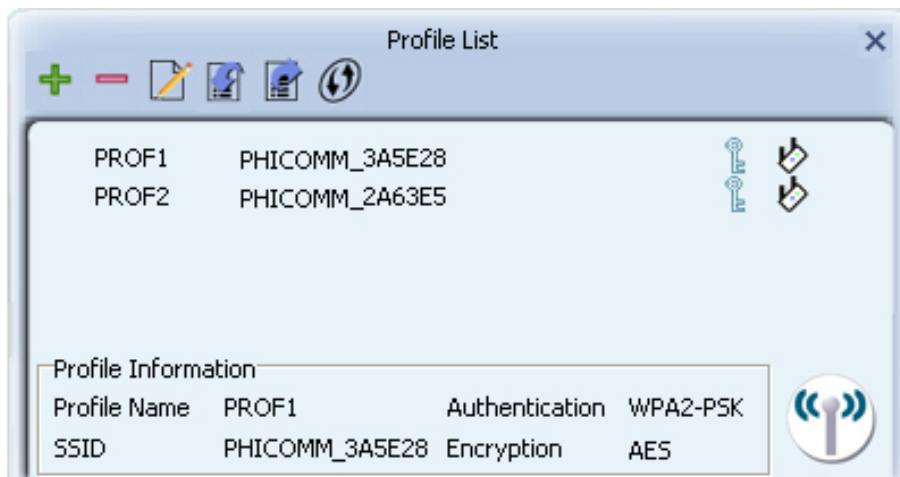 Profile List
PROF1 PHICOMM_3A5E28
PROF2 PHICOMM_2A63E5
Profile Information
Profile Name PROF1 Authentication WPA2-PSK
SSID PHICOMM_3A5E28 Encryption AES